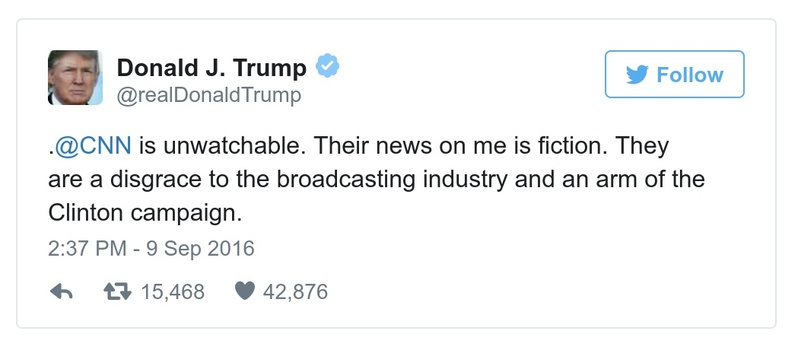 Donald J. Trump
@realDonaldTrump
Follow
.@CNN is unwatchable. Their news on me is fiction. They
are a disgrace to the broadcasting industry and an arm of the
Clinton campaign.
2:37 PM - 9 Sep 2016
15,468 42,876